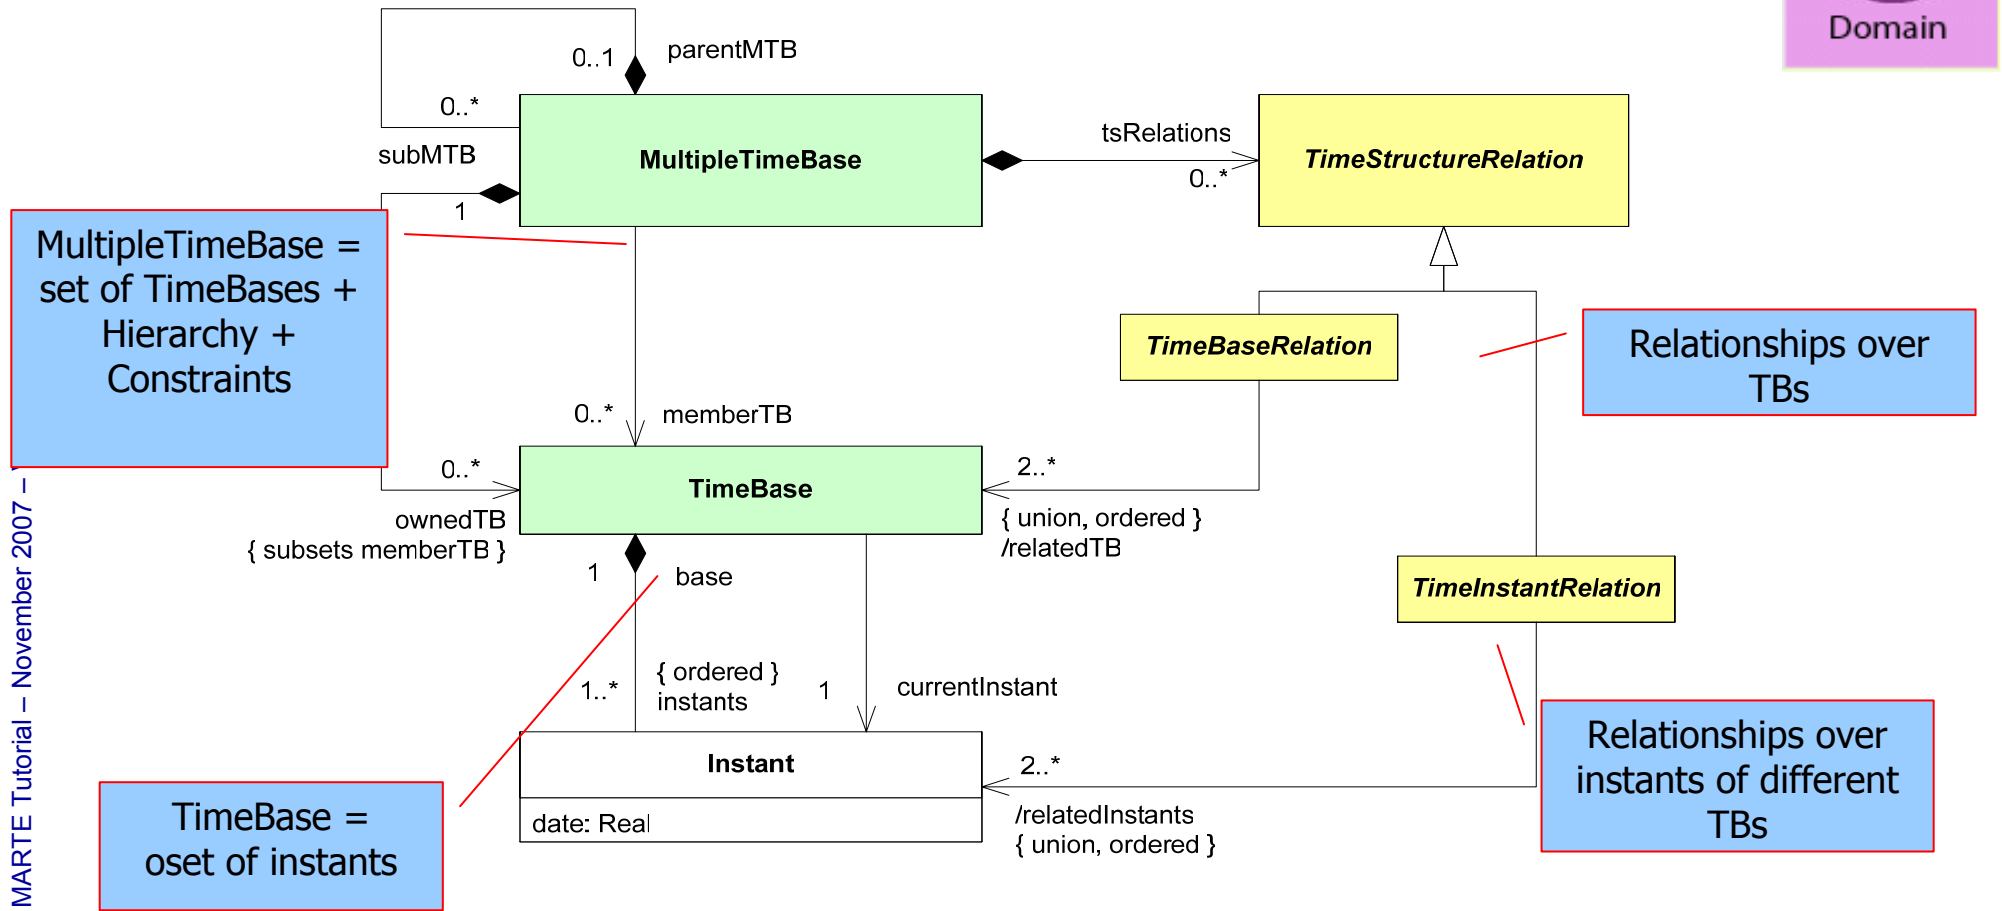 Domain
parentMTB
0..1
0..*
subMTB
MultipleTimeBase
tsRelations
0..*
TimeStructureRelation
1
MultipleTimeBase =
set of TimeBases +
Hierarchy +
Constraints
TimeBaseRelation
Relationships over
TBs
0..*
memberTB
0..*
ownedTB
{ subsets memberTB }
TimeBase
2..*
{ union, ordered }
/relatedTB
1
base
TimeInstantRelation
{ ordered }
1..*
instants
1
currentInstant
Instant
date: Real
2..*
/relatedInstants
{ union, ordered }
Relationships over
instants of different
TBs
TimeBase =
oset of instants
MARTE Tutorial – November 2007 –